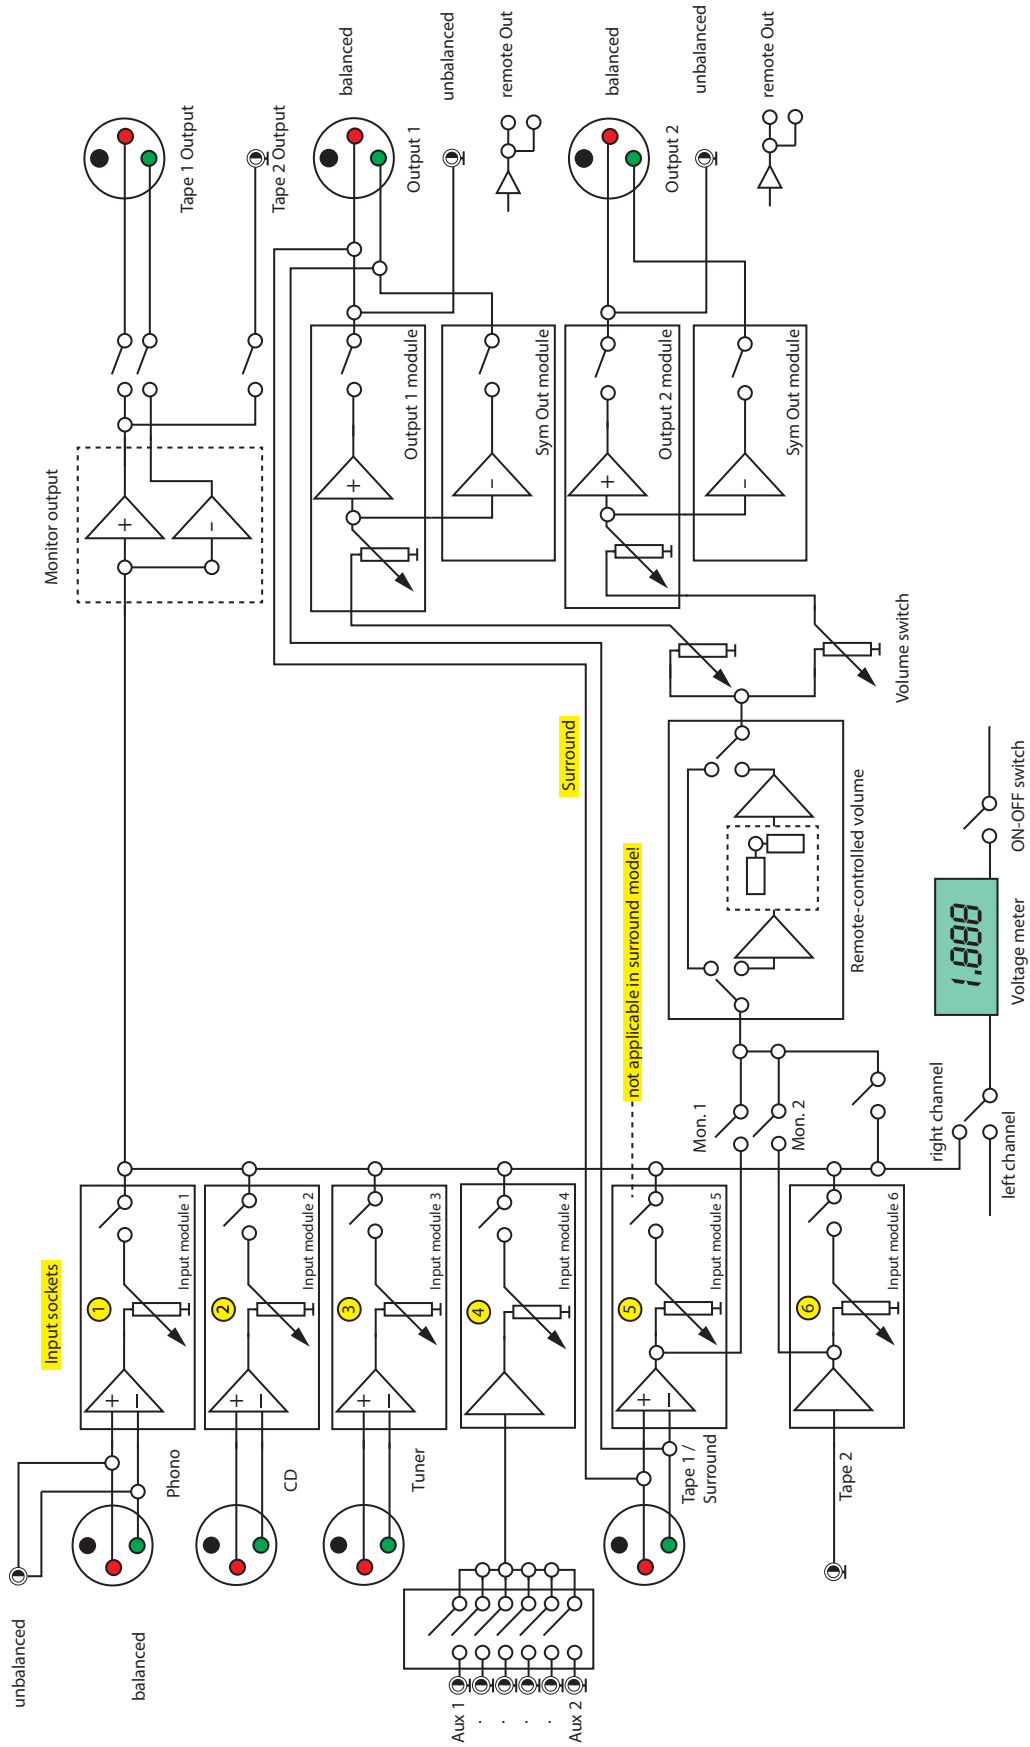 unbalanced
balanced
Input sockets
Phono
CD
Tuner
Aux 1
.
.
.
.
Aux 2
Tape 1 /
Surround
Tape 2
1
+
–
Input module 1
2
+
–
Input module 2
3
+
–
Input module 3
4
Input module 4
5
+
–
Input module 5
6
Input module 6
not applicable in surround mode!
Surround
Mon. 1
Mon. 2
right channel
left channel
Voltage meter
1.888
ON-OFF switch
Remote-controlled volume
Volume switch
Monitor output
+
-
Output 1 module
+
Sym Out module
-
Output 2 module
+
Sym Out module
-
Tape 1 Output
Tape 2 Output
balanced
Output 1
unbalanced
remote Out
balanced
Output 2
unbalanced
remote Out